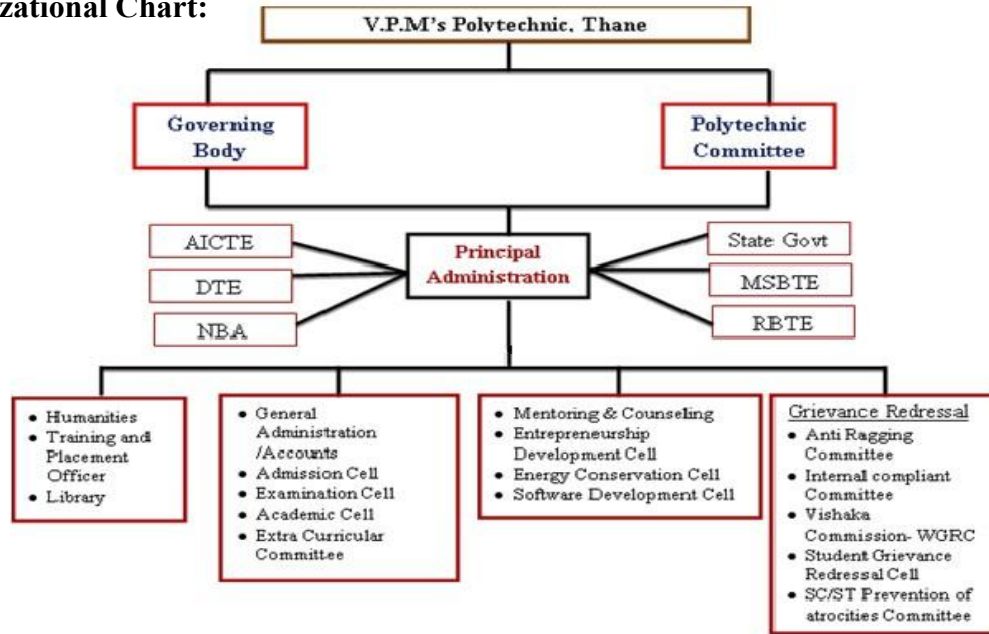 zational Chart:
V.P.M's Polytechnic, Thane
Governing
Body
Polytechnic
Committee
AICTE
DTE
NBA
Principal
Administration
State Govt
MSBTE
RBTE
• Humanities
• Training and
Placement
Officer
• Library
• General
Administration
/Accounts
• Admission Cell
• Examination Cell
• Academic Cell
• Extra Curricular
Committee
• Mentoring & Counselling
• Entrepreneurship
Development Cell
• Energy Conservation Cell
• Software Development Cell
Grievance Redressal
• Anti Ragging
Committee
• Internal compliant
Committee
• Vishaka
Commission- WGRC
• Student Grievance
Redressal Cell
• SC/ST Prevention of
atrocities Committee